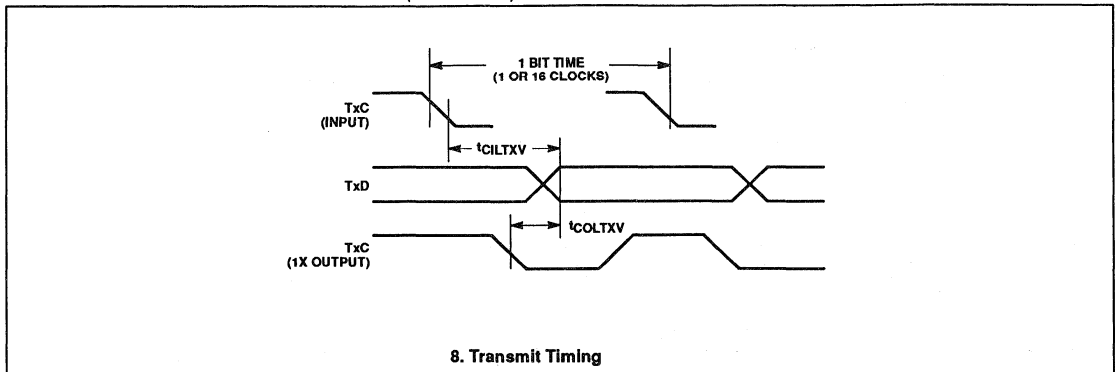 1 BIT TIME
(1 OR 16 CLOCKS)
TxC
(INPUT)
tCILTXV
TxD
tCOLTXV
TxC
(1X OUTPUT)
8. Transmit Timing